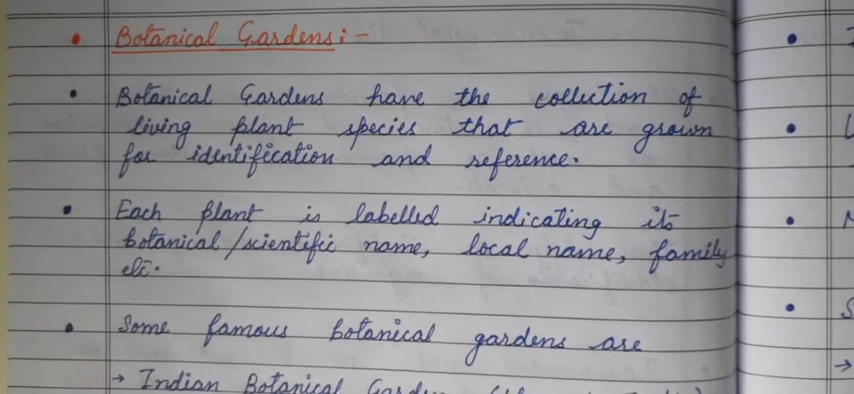 • Botanical Gardens :-
• Botanical Gardens have the collection of
living plant species that are grown
for identification and reference.
• Each plant is labelled indicating its
botanical/scientific name, local name, family
etc.
• Some famous botanical gardens are
→ Indian Botanical Garden